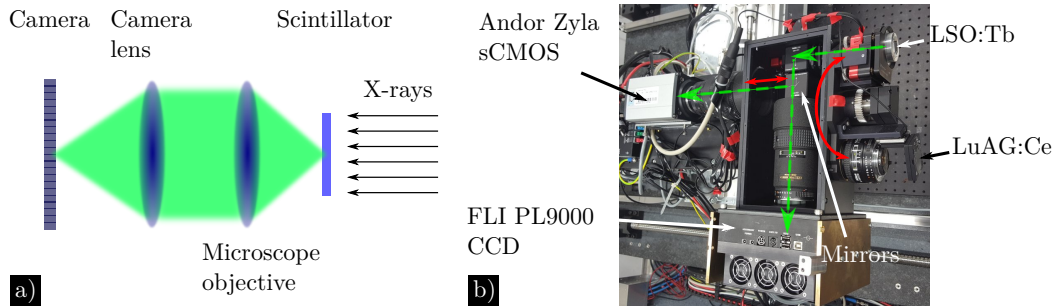 Camera
Camera
lens
Scintillator
X-rays
Microscope
objective
a)
Andor Zyla
sCMOS
LSO:Tb
LuAG:Ce
FLI PL9000
CCD
Mirrors
b)